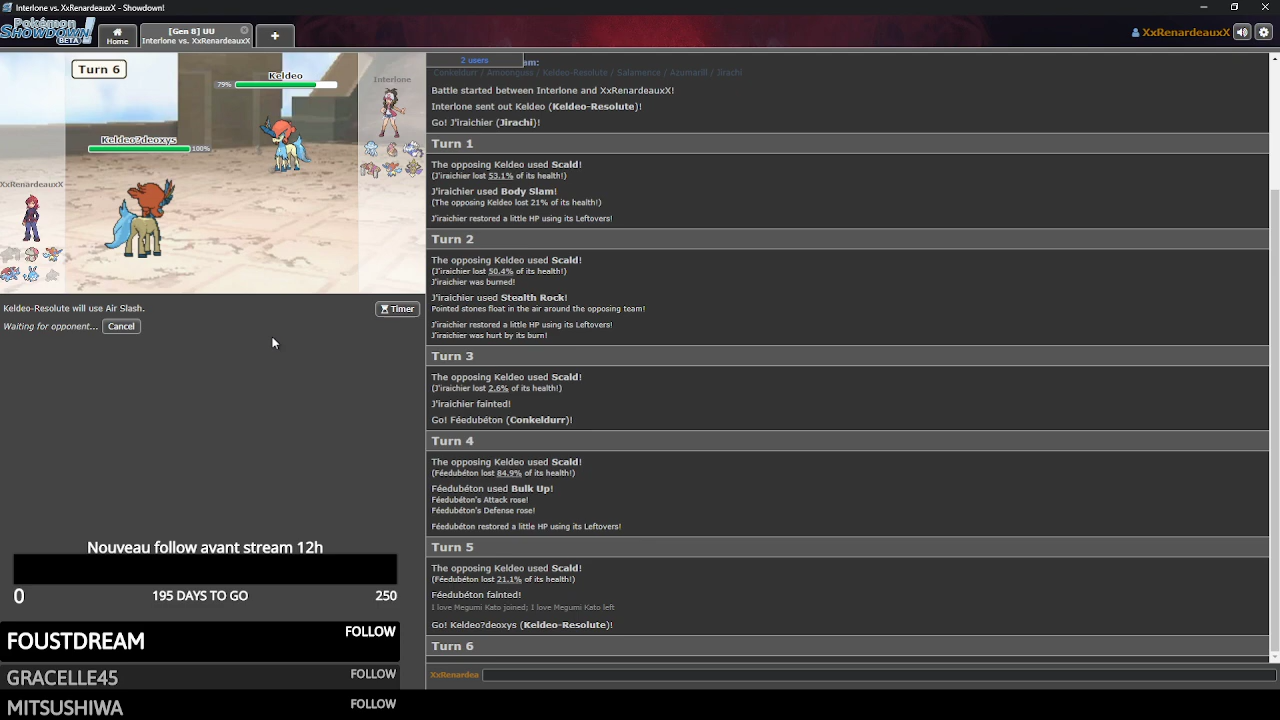 Interlone vs. XxRenardeauxX - Showdown!
Pokémon
SHOWDOWN!
BETA
Home
[Gen 8] UU
Interlone vs. XxRenardeauxX
XxRenardeauxX
Turn 6
Keldeo
79%
Interlone
Keldeo?deoxys
100%
XxRenardeauxX
Keldeo-Resolute will use Air Slash.
Timer
Waiting for opponent...
Cancel
2 users
Conkeldurr / Amoonguss / Keldeo-Resolute / Salamence / Azumarill / Jirachi
Battle started between Interlone and XxRenardeauxX!
Interlone sent out Keldeo (Keldeo-Resolute)!
Go! J'iraichier (Jirachi)!
Turn 1
The opposing Keldeo used Scald!
(J'iraichier lost 53.1% of its health!)
J'iraichier used Body Slam!
(The opposing Keldeo lost 21% of its health!)
J'iraichier restored a little HP using its Leftovers!
Turn 2
The opposing Keldeo used Scald!
(J'iraichier lost 50.4% of its health!)
J'iraichier was burned!
J'iraichier used Stealth Rock!
Pointed stones float in the air around the opposing team!
J'iraichier restored a little HP using its Leftovers!
J'iraichier was hurt by its burn!
Turn 3
The opposing Keldeo used Scald!
(J'iraichier lost 2.6% of its health!)
J'iraichier fainted!
Go! Féedubéton (Conkeldurr)!
Turn 4
The opposing Keldeo used Scald!
(Féedubéton lost 84.9% of its health!)
Féedubéton used Bulk Up!
Féedubéton's Attack rose!
Féedubéton's Defense rose!
Féedubéton restored a little HP using its Leftovers!
Turn 5
The opposing Keldeo used Scald!
(Féedubéton lost 21.1% of its health!)
Féedubéton fainted!
I love Megumi Kato joined; I love Megumi Kato left
Go! Keldeo?deoxys (Keldeo-Resolute)!
Turn 6
XxRenardea
Nouveau follow avant stream 12h
0 195 DAYS TO GO 250
FOUSTDREAM FOLLOW
GRACELLE45 FOLLOW
MITSUSHIWA FOLLOW